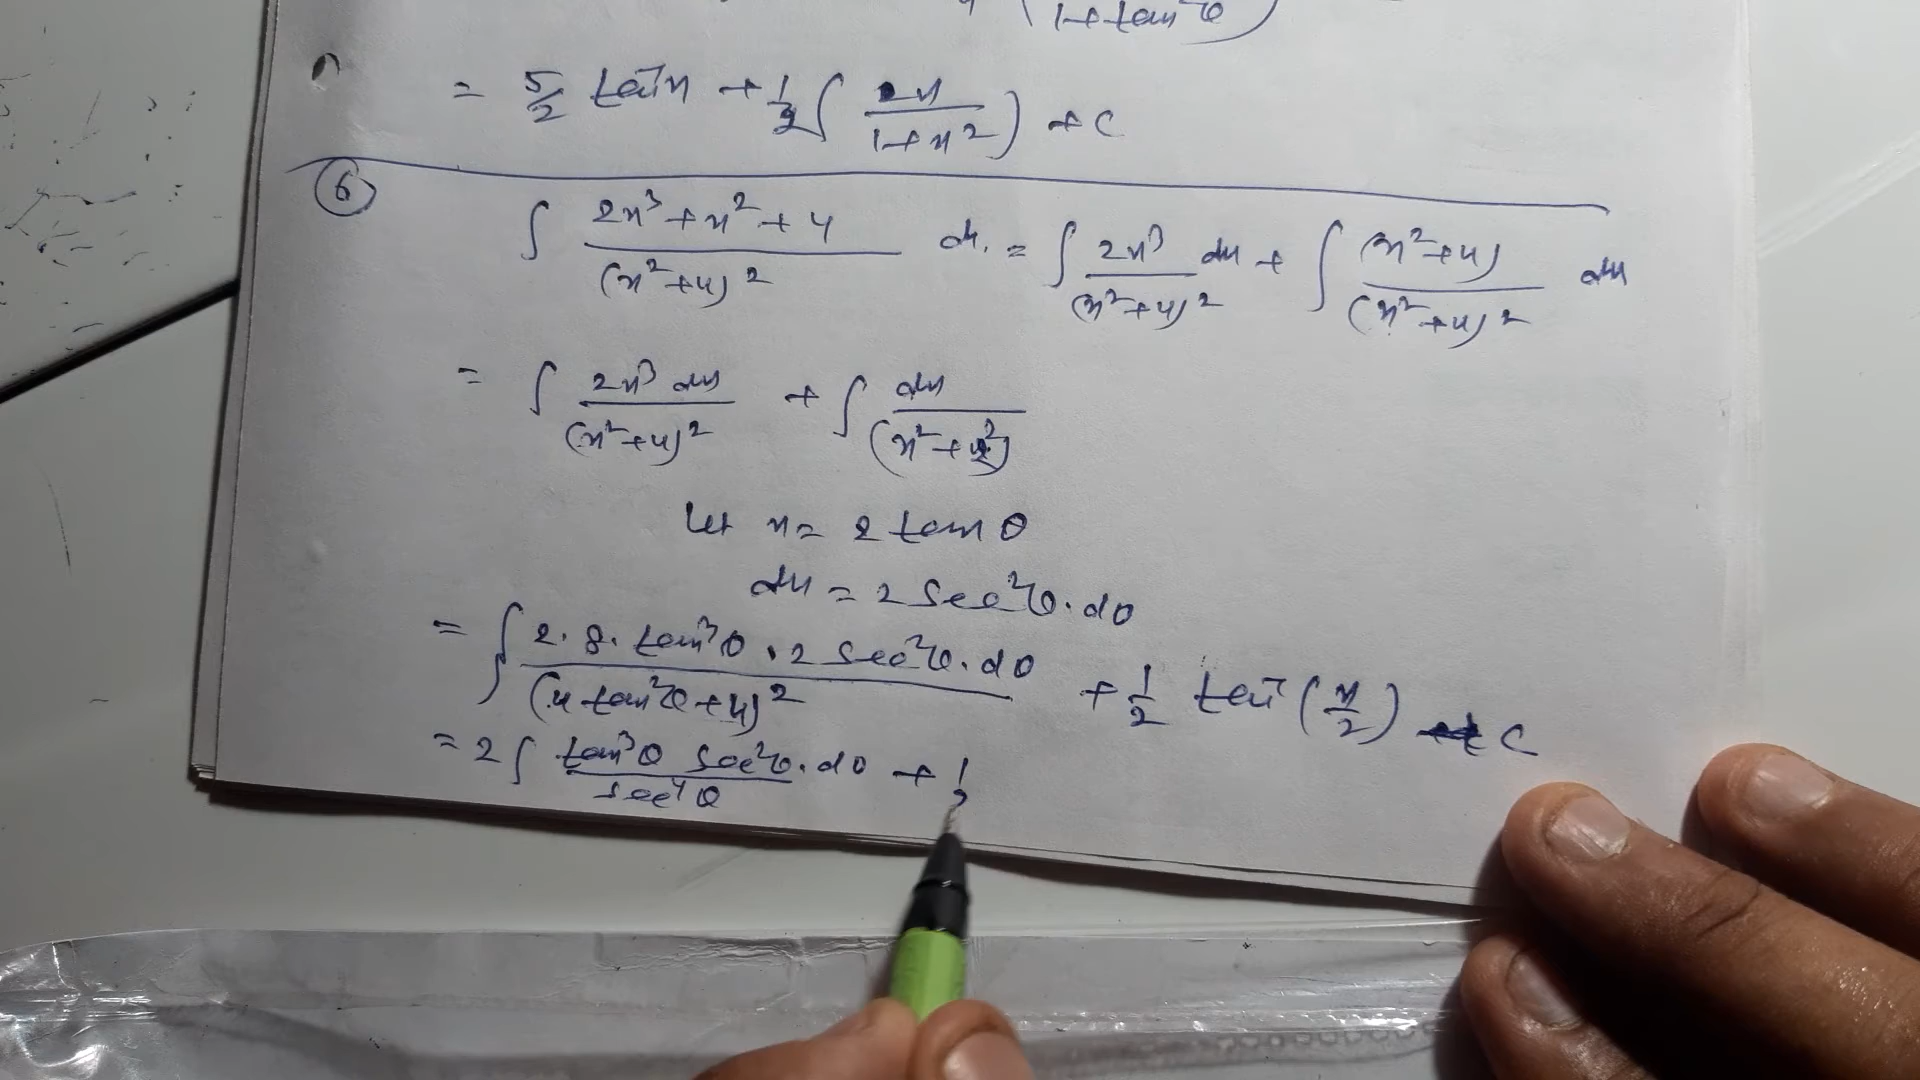 1+tan²θ
= 5/2 tan⁻¹x + 1/2 ( 2x / 1+x² ) + c
6 ∫ 2x³+x²+4 / (x²+4)² dx. = ∫ 2x³ / (x²+4)² dx + ∫ (x²+4) / (x²+4)² dx
= ∫ 2x³ dx / (x²+4)² + ∫ dx / (x²+2²)
Let x = 2 tan θ
dx = 2 sec²θ. dθ
= ∫ 2. 8. tan³θ . 2 sec²θ. dθ / (4 tan²θ+4)² + 1/2 tan⁻¹ (x/2) + c
= 2 ∫ tan³θ sec²θ. dθ / sec⁴θ + 1/2